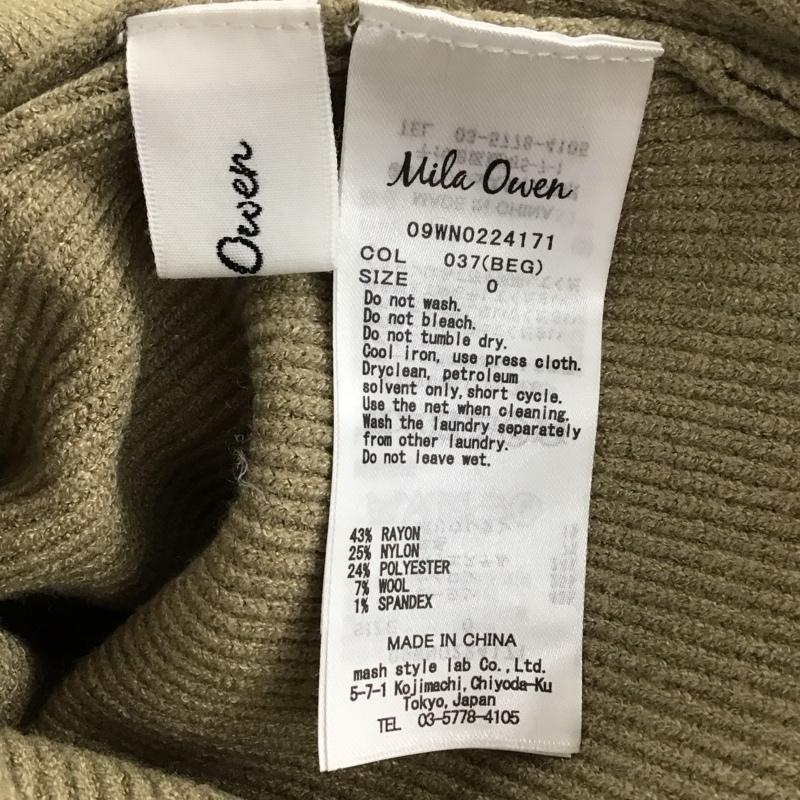 Owen
Mila Owen
09WN0224171
COL 037(BEG)
SIZE 0
Do not wash.
Do not bleach.
Do not tumble dry.
Cool iron, use press cloth.
Dryclean, petroleum
solvent only, short cycle.
Use the net when cleaning.
Wash the laundry separately
from other laundry.
Do not leave wet.
43% RAYON
25% NYLON
24% POLYESTER
7% WOOL
1% SPANDEX
MADE IN CHINA
mash style lab Co., Ltd.
5-7-1 Kojimachi, Chiyoda-Ku
Tokyo, Japan
TEL 03-5778-4105